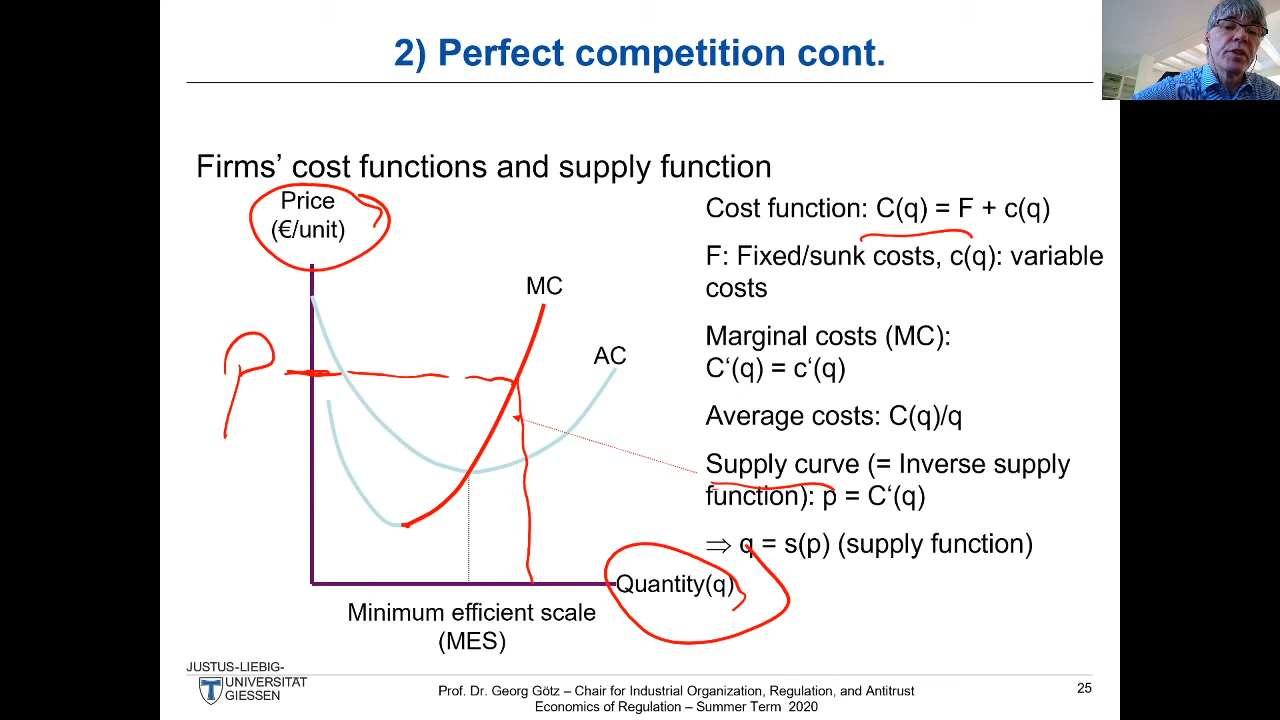 2) Perfect competition cont.
Firms’ cost functions and supply function
Price
(€/unit)
MC
AC
P
Quantity(q)
Minimum efficient scale
(MES)
Cost function: C(q) = F + c(q)
F: Fixed/sunk costs, c(q): variable
costs
Marginal costs (MC):
C‘(q) = c‘(q)
Average costs: C(q)/q
Supply curve (= Inverse supply
function): p = C‘(q)
⇒ q = s(p) (supply function)
JUSTUS-LIEBIG-
UNIVERSITÄT
GIESSEN
Prof. Dr. Georg Götz – Chair for Industrial Organization, Regulation, and Antitrust
Economics of Regulation – Summer Term 2020
25